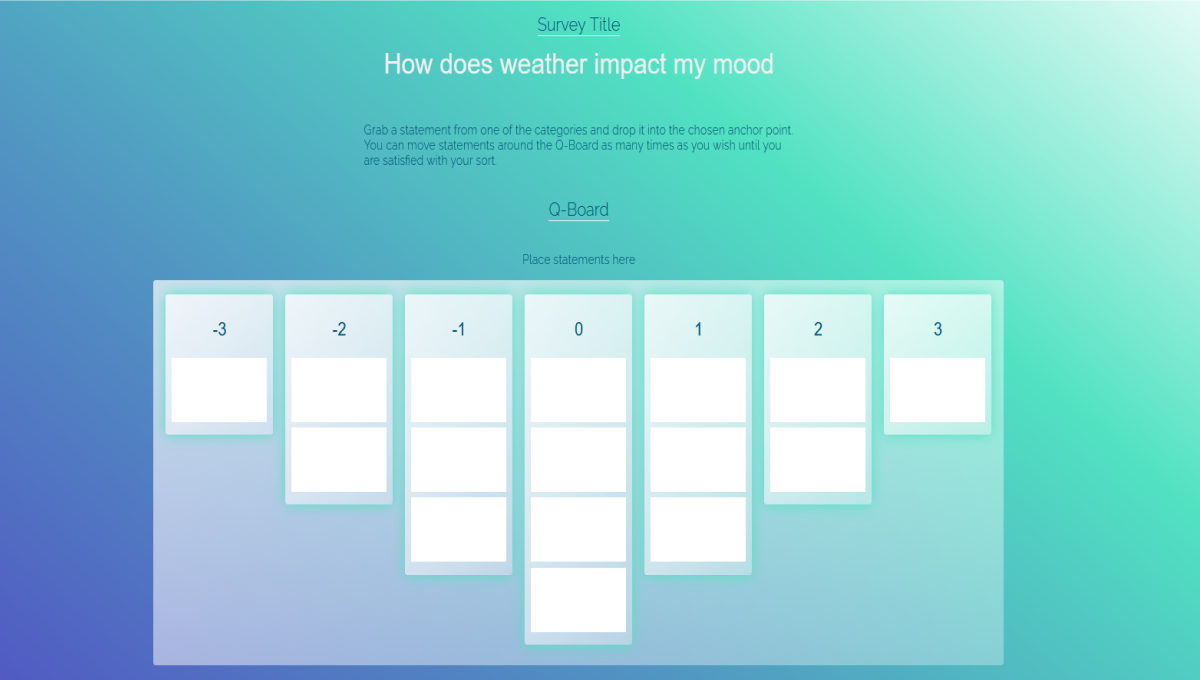 Survey Title
How does weather impact my mood
Grab a statement from one of the categories and drop it into the chosen anchor point.
You can move statements around the Q-Board as many times as you wish until you
are satisfied with your sort.
Q-Board
Place statements here
-3 -2 -1 0 1 2 3